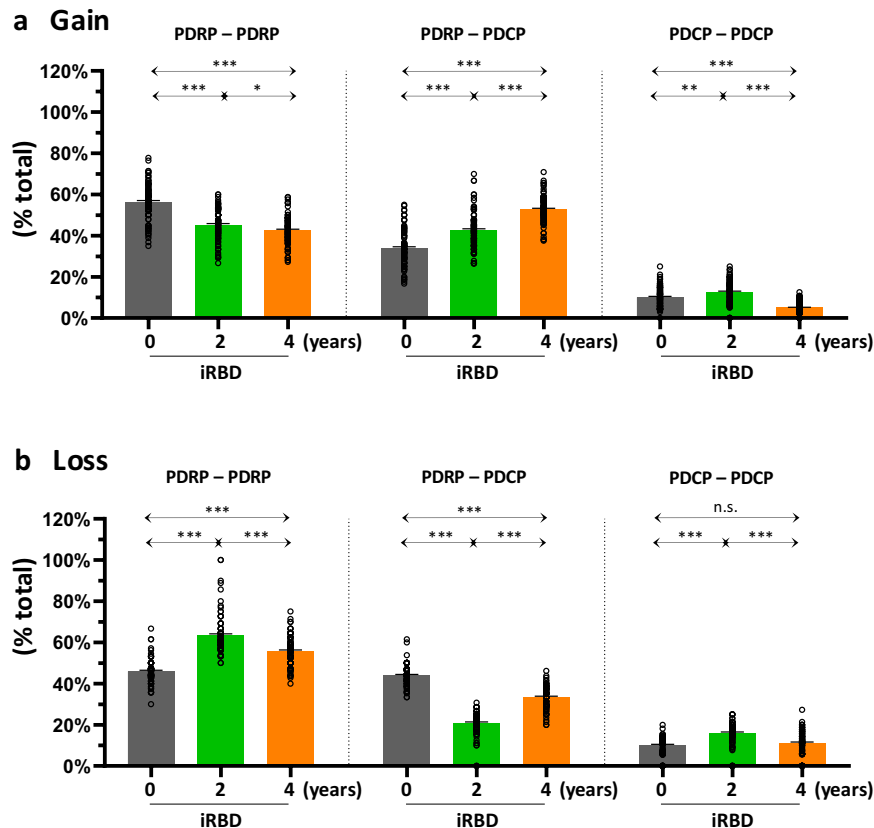 a Gain
PDRP – PDRP PDRP – PDCP PDCP – PDCP
*** *** ***
*** * *** *** ** ***
120%
100%
80%
60%
40%
20%
0%
(% total)
0 2 4 (years) 0 2 4 (years) 0 2 4 (years)
iRBD iRBD iRBD
b Loss
PDRP – PDRP PDRP – PDCP PDCP – PDCP
*** *** n.s.
*** *** *** *** *** ***
120%
100%
80%
60%
40%
20%
0%
(% total)
0 2 4 (years) 0 2 4 (years) 0 2 4 (years)
iRBD iRBD iRBD